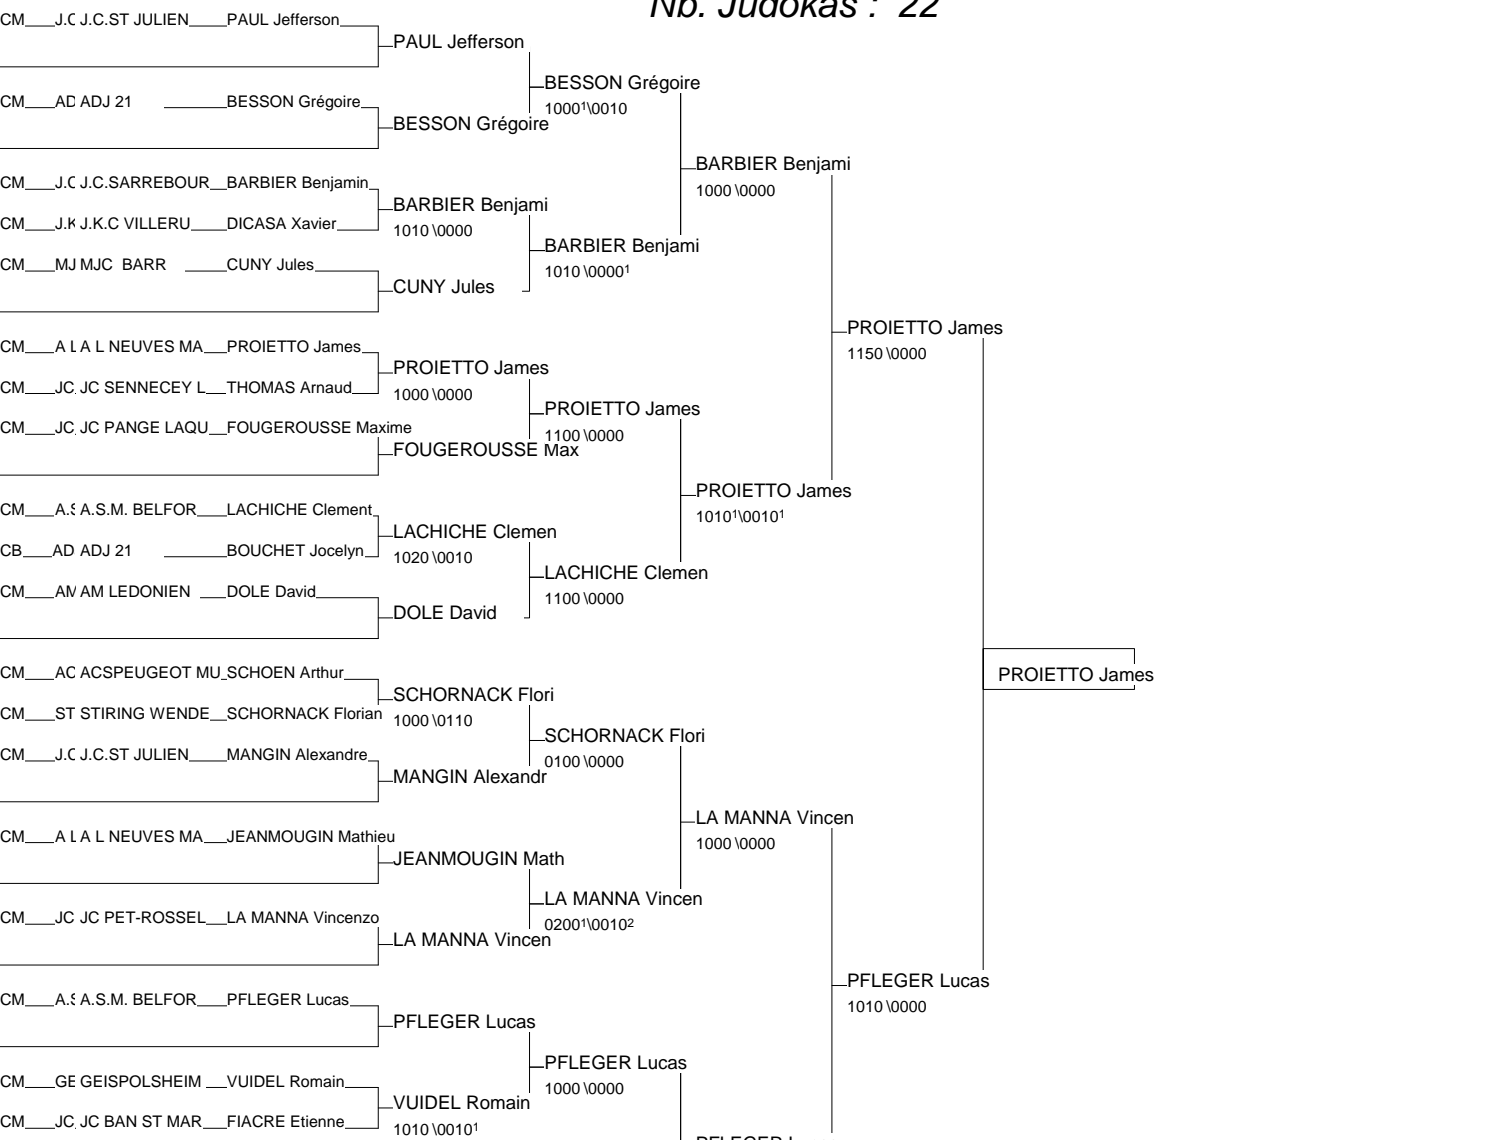 Nb. Judokas : 22
CM J.C J.C.ST JULIEN PAUL Jefferson
PAUL Jefferson
BESSON Grégoire
1000¹\0010
CM AD ADJ 21 BESSON Grégoire
BESSON Grégoire
BARBIER Benjami
1000 \0000
CM J.C J.C.SARREBOUR BARBIER Benjamin
BARBIER Benjami
1010 \0000
CM J.K J.K.C VILLERU DICASA Xavier
BARBIER Benjami
1010 \0000¹
CM MJ MJC BARR CUNY Jules
CUNY Jules
PROIETTO James
1150 \0000
CM A L A L NEUVES MA PROIETTO James
PROIETTO James
1000 \0000
CM JC JC SENNECEY L THOMAS Arnaud
PROIETTO James
1100 \0000
CM JC JC PANGE LAQU FOUGEROUSSE Maxime
FOUGEROUSSE Max
PROIETTO James
1010¹\0010¹
CM A.S A.S.M. BELFOR LACHICHE Clement
LACHICHE Clemen
1020 \0010
CB AD ADJ 21 BOUCHET Jocelyn
LACHICHE Clemen
1100 \0000
CM AM AM LEDONIEN DOLE David
DOLE David
PROIETTO James
CM AC ACSPEUGEOT MU SCHOEN Arthur
SCHORNACK Flori
1000 \0110
CM ST STIRING WENDE SCHORNACK Florian
SCHORNACK Flori
0100 \0000
CM J.C J.C.ST JULIEN MANGIN Alexandre
MANGIN Alexandr
LA MANNA Vincen
1000 \0000
CM A L A L NEUVES MA JEANMOUGIN Mathieu
JEANMOUGIN Math
LA MANNA Vincen
0200¹\0010²
CM JC JC PET-ROSSEL LA MANNA Vincenzo
LA MANNA Vincen
PFLEGER Lucas
1010 \0000
CM A.S A.S.M. BELFOR PFLEGER Lucas
PFLEGER Lucas
PFLEGER Lucas
1000 \0000
CM GE GEISPOLSHEIM VUIDEL Romain
VUIDEL Romain
1010 \0010¹
CM JC JC BAN ST MAR FIACRE Etienne